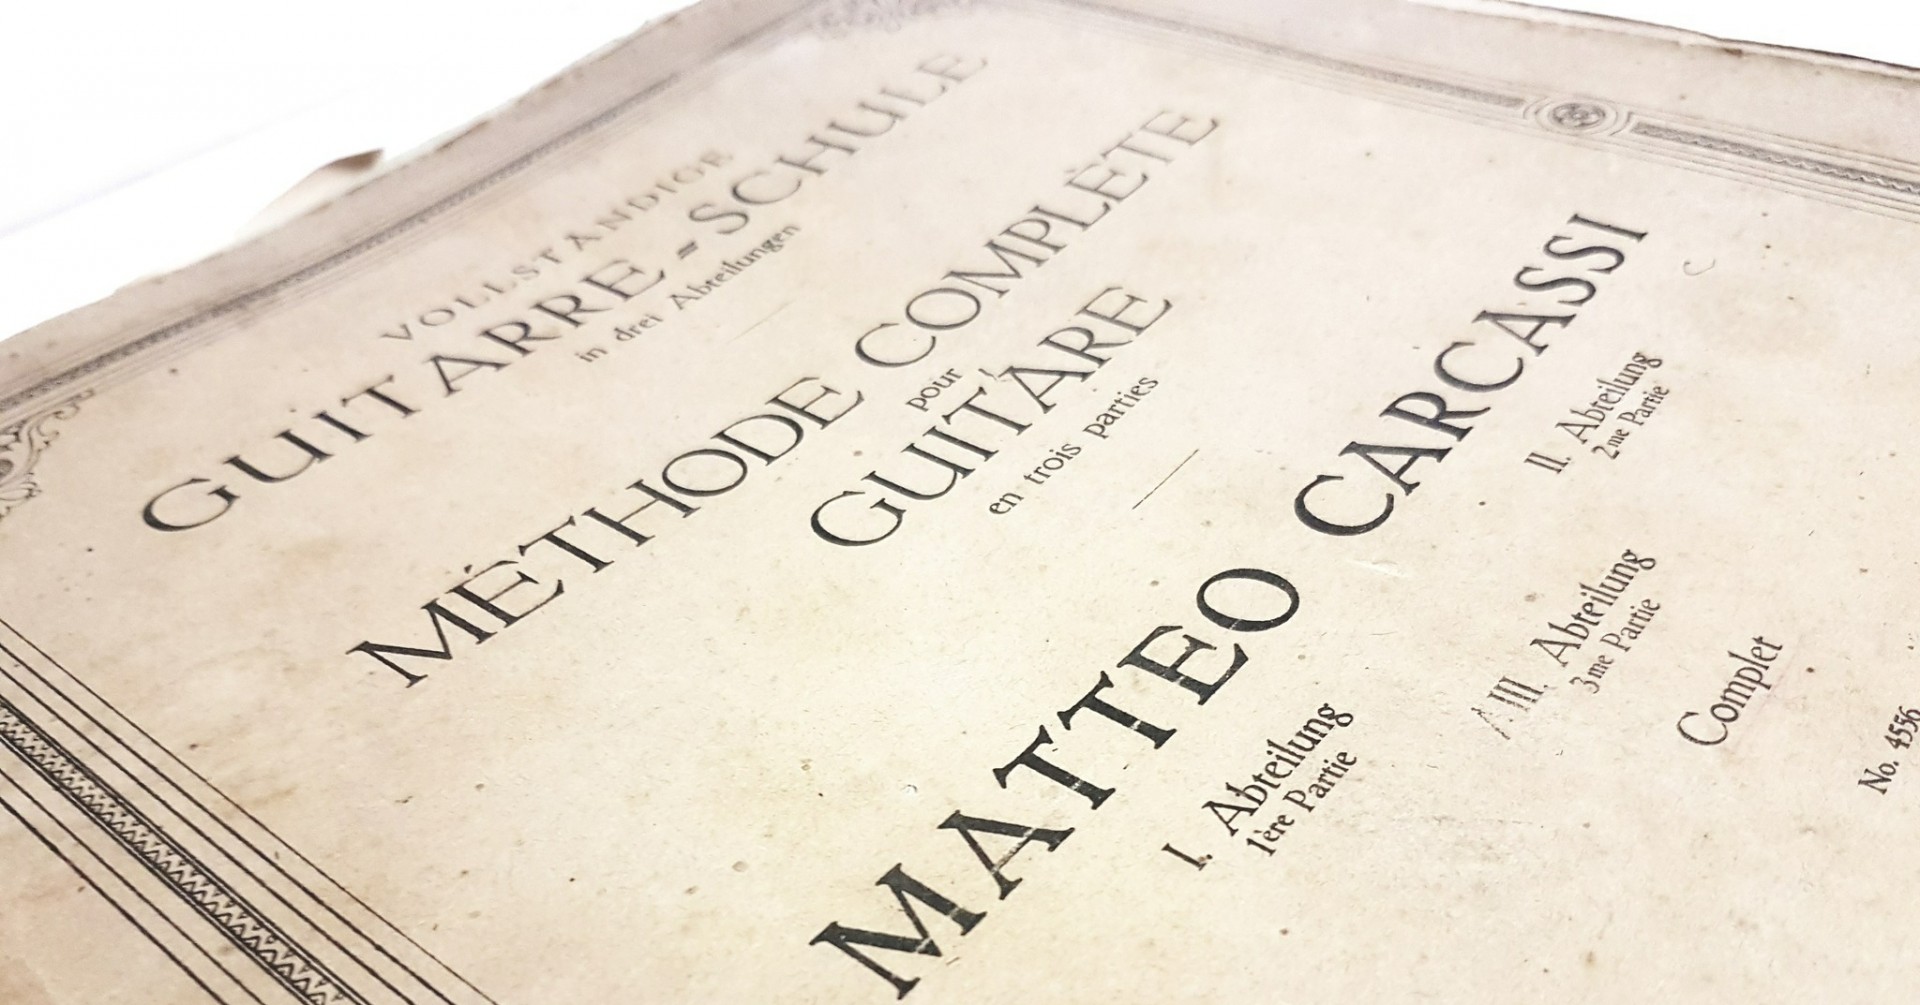 VOLLSTÄNDIGE
GUITARRE-SCHULE
in drei Abteilungen
MÉTHODE COMPLÈTE
pour
GUITARE
en trois parties
MATTEO CARCASSI
I. Abteilung
1ère Partie
II. Abteilung
2me Partie
III. Abteilung
3me Partie
Complet
No. 4556